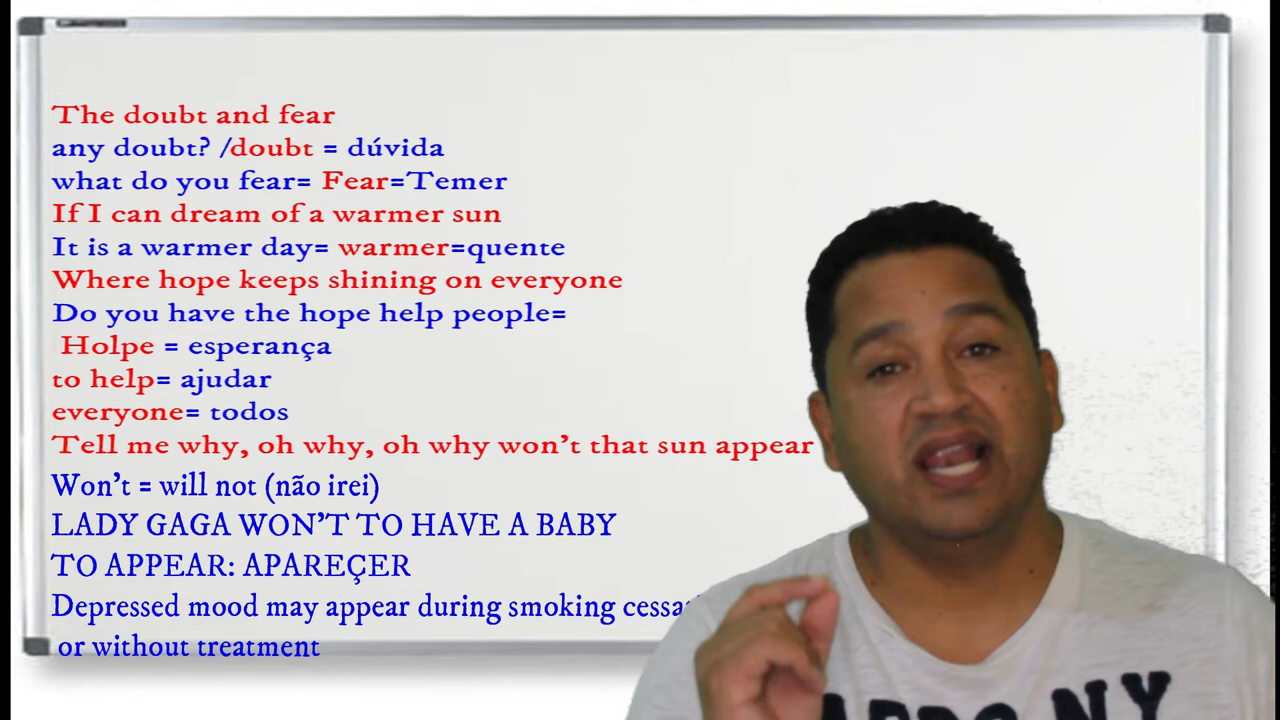 The doubt and fear
any doubt? /doubt = dúvida
what do you fear= Fear=Temer
If I can dream of a warmer sun
It is a warmer day= warmer=quente
Where hope keeps shining on everyone
Do you have the hope help people=
Holpe = esperança
to help= ajudar
everyone= todos
Tell me why, oh why, oh why won't that sun appear
Won't = will not (não irei)
LADY GAGA WON'T TO HAVE A BABY
TO APPEAR: APAREÇER
Depressed mood may appear during smoking
or without treatment
NY